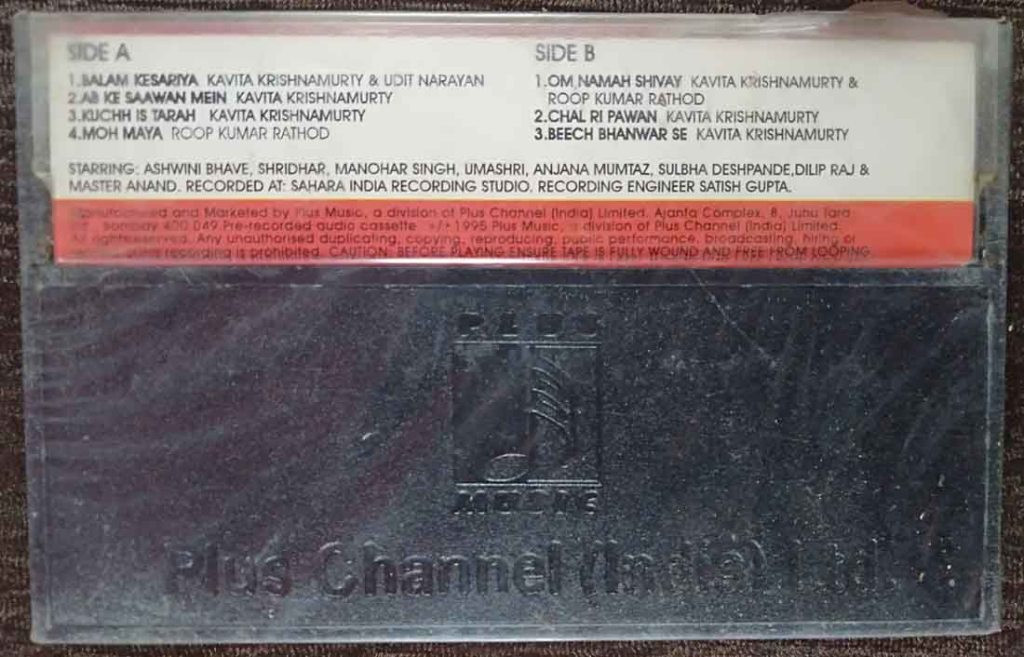 SIDE A
1.BALAM KESARIYA KAVITA KRISHNAMURTY & UDIT NARAYAN
2.AB KE SAAWAN MEIN KAVITA KRISHNAMURTY
3.KUCHH IS TARAH KAVITA KRISHNAMURTY
4.MOH MAYA ROOP KUMAR RATHOD
SIDE B
1.OM NAMAH SHIVAY KAVITA KRISHNAMURTY &
ROOP KUMAR RATHOD
2.CHAL RI PAWAN KAVITA KRISHNAMURTY
3.BEECH BHANWAR SE KAVITA KRISHNAMURTY
STARRING: ASHWINI BHAVE, SHRIDHAR, MANOHAR SINGH, UMASHRI, ANJANA MUMTAZ, SULBHA DESHPANDE,DILIP RAJ &
MASTER ANAND. RECORDED AT: SAHARA INDIA RECORDING STUDIO. RECORDING ENGINEER SATISH GUPTA.
Manufactured and Marketed by Plus Music, a division of Plus Channel (India) Limited. Ajanta Complex, 8, Juhu Tara
bombay 400 049 Pre-recorded audio cassette 1995 Plus Music, a division of Plus Channel (India) Limited.
All rights reserved. Any unauthorised duplicating, copying, reproducing, public performance, broadcasting, hiring or
this recording is prohibited. CAUTION: BEFORE PLAYING ENSURE TAPE IS FULLY WOUND AND FREE FROM LOOPING.
PLUS
MUSIC
Plus Channel (India) Ltd.